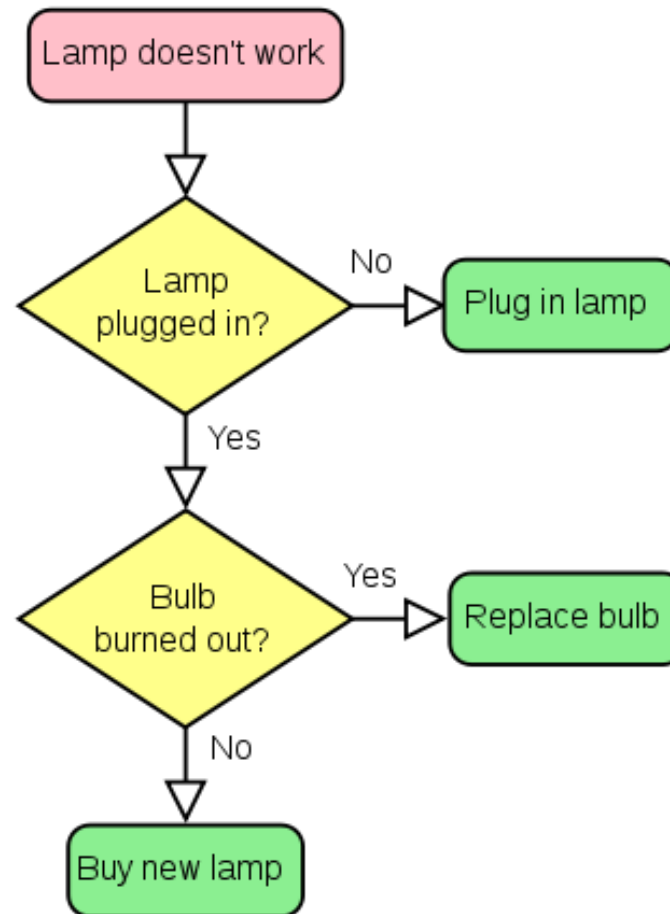 Lamp doesn't work
Lamp
plugged in?
No
Plug in lamp
Yes
Bulb
burned out?
Yes
Replace bulb
No
Buy new lamp